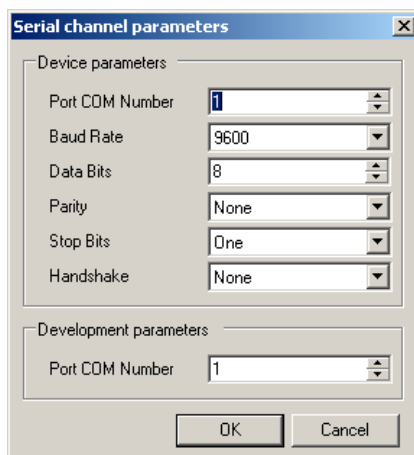 Serial channel parameters
Device parameters
Port COM Number 1
Baud Rate 9600
Data Bits 8
Parity None
Stop Bits One
Handshake None
Development parameters
Port COM Number 1
OK Cancel